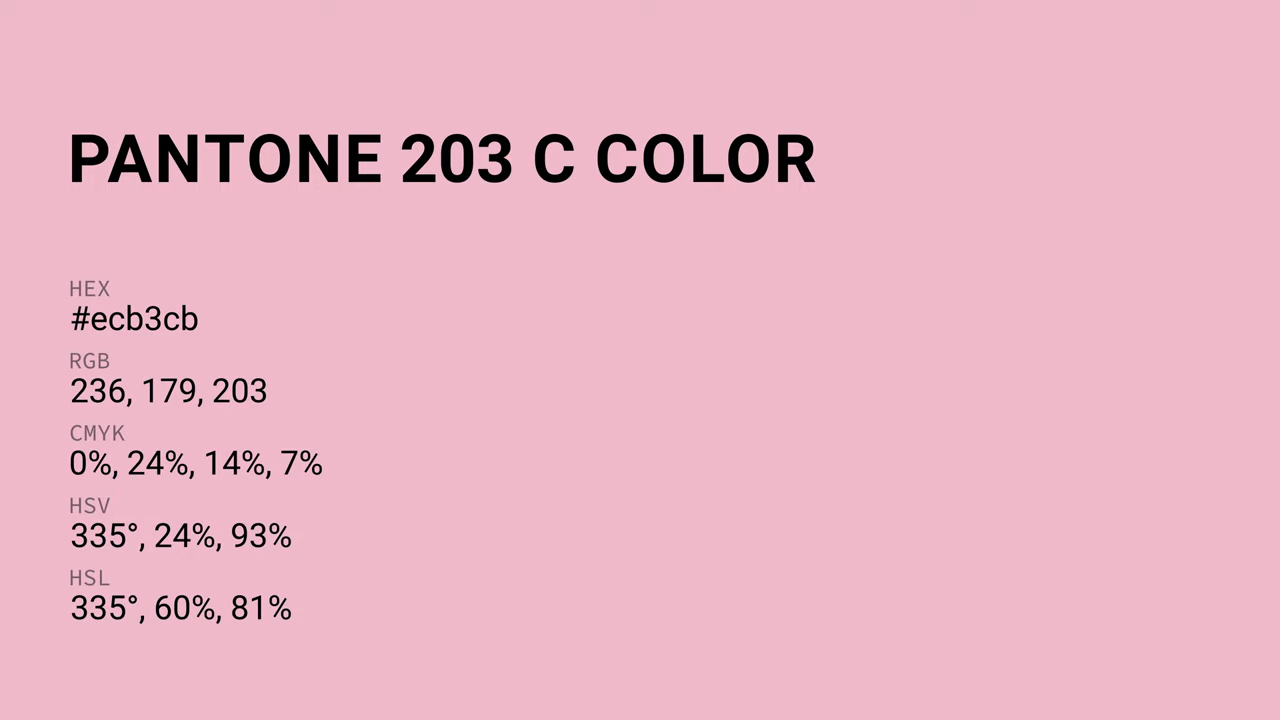 PANTONE 203 C COLOR
HEX
#ecb3cb
RGB
236, 179, 203
CMYK
0%, 24%, 14%, 7%
HSV
335°, 24%, 93%
HSL
335°, 60%, 81%